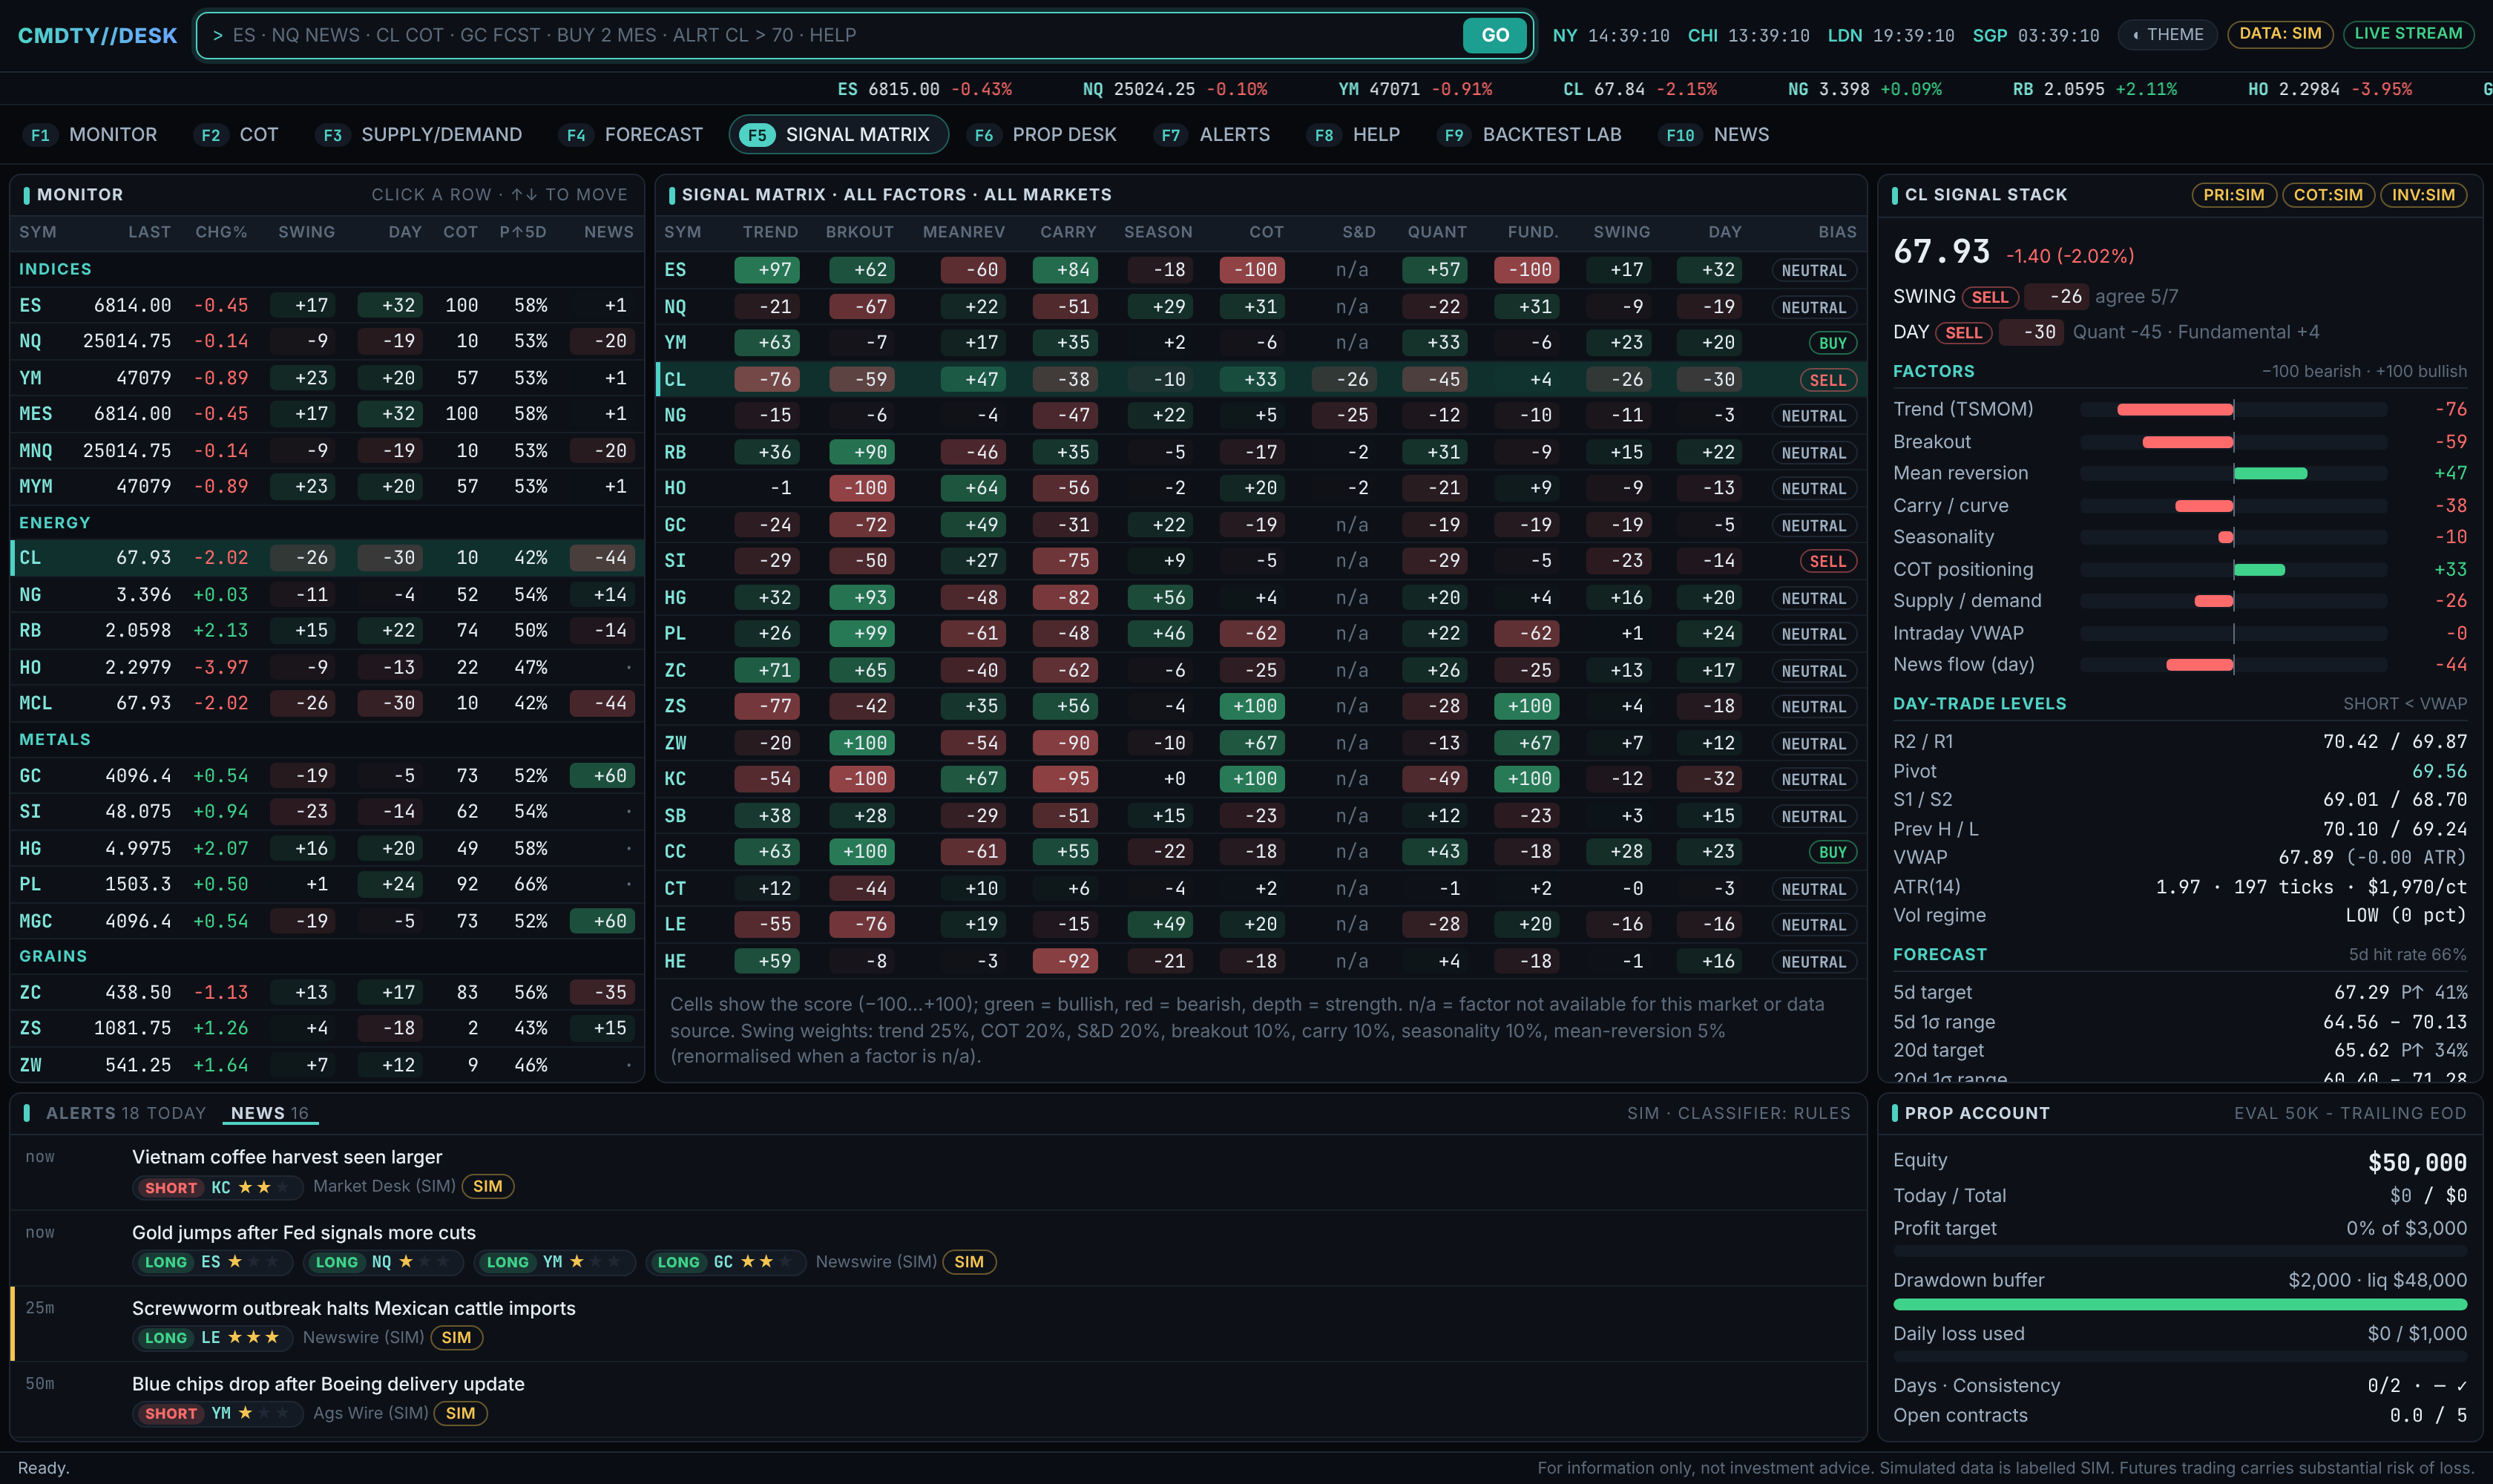 CMDTY//DESK > ES · NQ NEWS · CL COT · GC FCST · BUY 2 MES · ALRT CL > 70 · HELP GO NY 14:39:10 CHI 13:39:10 LDN 19:39:10 SGP 03:39:10 THEME DATA: SIM LIVE STREAM
ES 6815.00 -0.43% NQ 25024.25 -0.10% YM 47071 -0.91% CL 67.84 -2.15% NG 3.398 +0.09% RB 2.0595 +2.11% HO 2.2984 -3.95%
F1 MONITOR F2 COT F3 SUPPLY/DEMAND F4 FORECAST F5 SIGNAL MATRIX F6 PROP DESK F7 ALERTS F8 HELP F9 BACKTEST LAB F10 NEWS
MONITOR CLICK A ROW · ↑↓ TO MOVE
SYM LAST CHG% SWING DAY COT P↑5D NEWS
INDICES
ES 6814.00 -0.45 +17 +32 100 58% +1
NQ 25014.75 -0.14 -9 -19 10 53% -20
YM 47079 -0.89 +23 +20 57 53% +1
MES 6814.00 -0.45 +17 +32 100 58% +1
MNQ 25014.75 -0.14 -9 -19 10 53% -20
MYM 47079 -0.89 +23 +20 57 53% +1
ENERGY
CL 67.93 -2.02 -26 -30 10 42% -44
NG 3.396 +0.03 -11 -4 52 54% +14
RB 2.0598 +2.13 +15 +22 74 50% -14
HO 2.2979 -3.97 -9 -13 22 47% ·
MCL 67.93 -2.02 -26 -30 10 42% -44
METALS
GC 4096.4 +0.54 -19 -5 73 52% +60
SI 48.075 +0.94 -23 -14 62 54% ·
HG 4.9975 +2.07 +16 +20 49 58% ·
PL 1503.3 +0.50 +1 +24 92 66% ·
MGC 4096.4 +0.54 -19 -5 73 52% +60
GRAINS
ZC 438.50 -1.13 +13 +17 83 56% -35
ZS 1081.75 +1.26 +4 -18 2 43% +15
ZW 541.25 +1.64 +7 +12 9 46% ·
SIGNAL MATRIX · ALL FACTORS · ALL MARKETS
SYM TREND BRKOUT MEANREV CARRY SEASON COT S&D QUANT FUND. SWING DAY BIAS
ES +97 +62 -60 +84 -18 -100 n/a +57 -100 +17 +32 NEUTRAL
NQ -21 -67 +22 -51 +29 +31 n/a -22 +31 -9 -19 NEUTRAL
YM +63 -7 +17 +35 +2 -6 n/a +33 -6 +23 +20 BUY
CL -76 -59 +47 -38 -10 +33 -26 -45 +4 -26 -30 SELL
NG -15 -6 -4 -47 +22 +5 -25 -12 -10 -11 -3 NEUTRAL
RB +36 +90 -46 +35 -5 -17 -2 +31 -9 +15 +22 NEUTRAL
HO -1 -100 +64 -56 -2 +20 -2 -21 +9 -9 -13 NEUTRAL
GC -24 -72 +49 -31 +22 -19 n/a -19 -19 -19 -5 NEUTRAL
SI -29 -50 +27 -75 +9 -5 n/a -29 -5 -23 -14 SELL
HG +32 +93 -48 -82 +56 +4 n/a +20 +4 +16 +20 NEUTRAL
PL +26 +99 -61 -48 +46 -62 n/a +22 -62 +1 +24 NEUTRAL
ZC +71 +65 -40 -62 -6 -25 n/a +26 -25 +13 +17 NEUTRAL
ZS -77 -42 +35 +56 -4 +100 n/a -28 +100 +4 -18 NEUTRAL
ZW -20 +100 -54 -90 -10 +67 n/a -13 +67 +7 +12 NEUTRAL
KC -54 -100 +67 -95 +0 +100 n/a -49 +100 -12 -32 NEUTRAL
SB +38 +28 -29 -51 +15 -23 n/a +12 -23 +3 +15 NEUTRAL
CC +63 +100 -61 +55 -22 -18 n/a +43 -18 +28 +23 BUY
CT +12 -44 +10 +6 -4 +2 n/a -1 +2 -0 -3 NEUTRAL
LE -55 -76 +19 -15 +49 +20 n/a -28 +20 -16 -16 NEUTRAL
HE +59 -8 -3 -92 -21 -18 n/a +4 -18 -1 +16 NEUTRAL
Cells show the score (−100…+100); green = bullish, red = bearish, depth = strength. n/a = factor not available for this market or data
source. Swing weights: trend 25%, COT 20%, S&D 20%, breakout 10%, carry 10%, seasonality 10%, mean-reversion 5%
(renormalised when a factor is n/a).
CL SIGNAL STACK PRI:SIM COT:SIM INV:SIM
67.93 -1.40 (-2.02%)
SWING SELL -26 agree 5/7
DAY SELL -30 Quant -45 · Fundamental +4
FACTORS −100 bearish · +100 bullish
Trend (TSMOM) -76
Breakout -59
Mean reversion +47
Carry / curve -38
Seasonality -10
COT positioning +33
Supply / demand -26
Intraday VWAP -0
News flow (day) -44
DAY-TRADE LEVELS SHORT < VWAP
R2 / R1 70.42 / 69.87
Pivot 69.56
S1 / S2 69.01 / 68.70
Prev H / L 70.10 / 69.24
VWAP 67.89 (-0.00 ATR)
ATR(14) 1.97 · 197 ticks · $1,970/ct
Vol regime LOW (0 pct)
FORECAST 5d hit rate 66%
5d target 67.29 P↑ 41%
5d 1σ range 64.56 – 70.13
20d target 65.62 P↑ 34%
20d 1σ range 60.40 – 71.28
ALERTS 18 TODAY NEWS 16 SIM · CLASSIFIER: RULES
now Vietnam coffee harvest seen larger
SHORT KC ★★★ Market Desk (SIM) SIM
now Gold jumps after Fed signals more cuts
LONG ES ★★★ LONG NQ ★★★ LONG YM ★★★ LONG GC ★★★ Newswire (SIM) SIM
25m Screwworm outbreak halts Mexican cattle imports
LONG LE ★★★ Newswire (SIM) SIM
50m Blue chips drop after Boeing delivery update
SHORT YM ★★★ Ags Wire (SIM) SIM
PROP ACCOUNT EVAL 50K - TRAILING EOD
Equity $50,000
Today / Total $0 / $0
Profit target 0% of $3,000
Drawdown buffer $2,000 · liq $48,000
Daily loss used $0 / $1,000
Days · Consistency 0/2 · — ✓
Open contracts 0.0 / 5
Ready. For information only, not investment advice. Simulated data is labelled SIM. Futures trading carries substantial risk of loss.